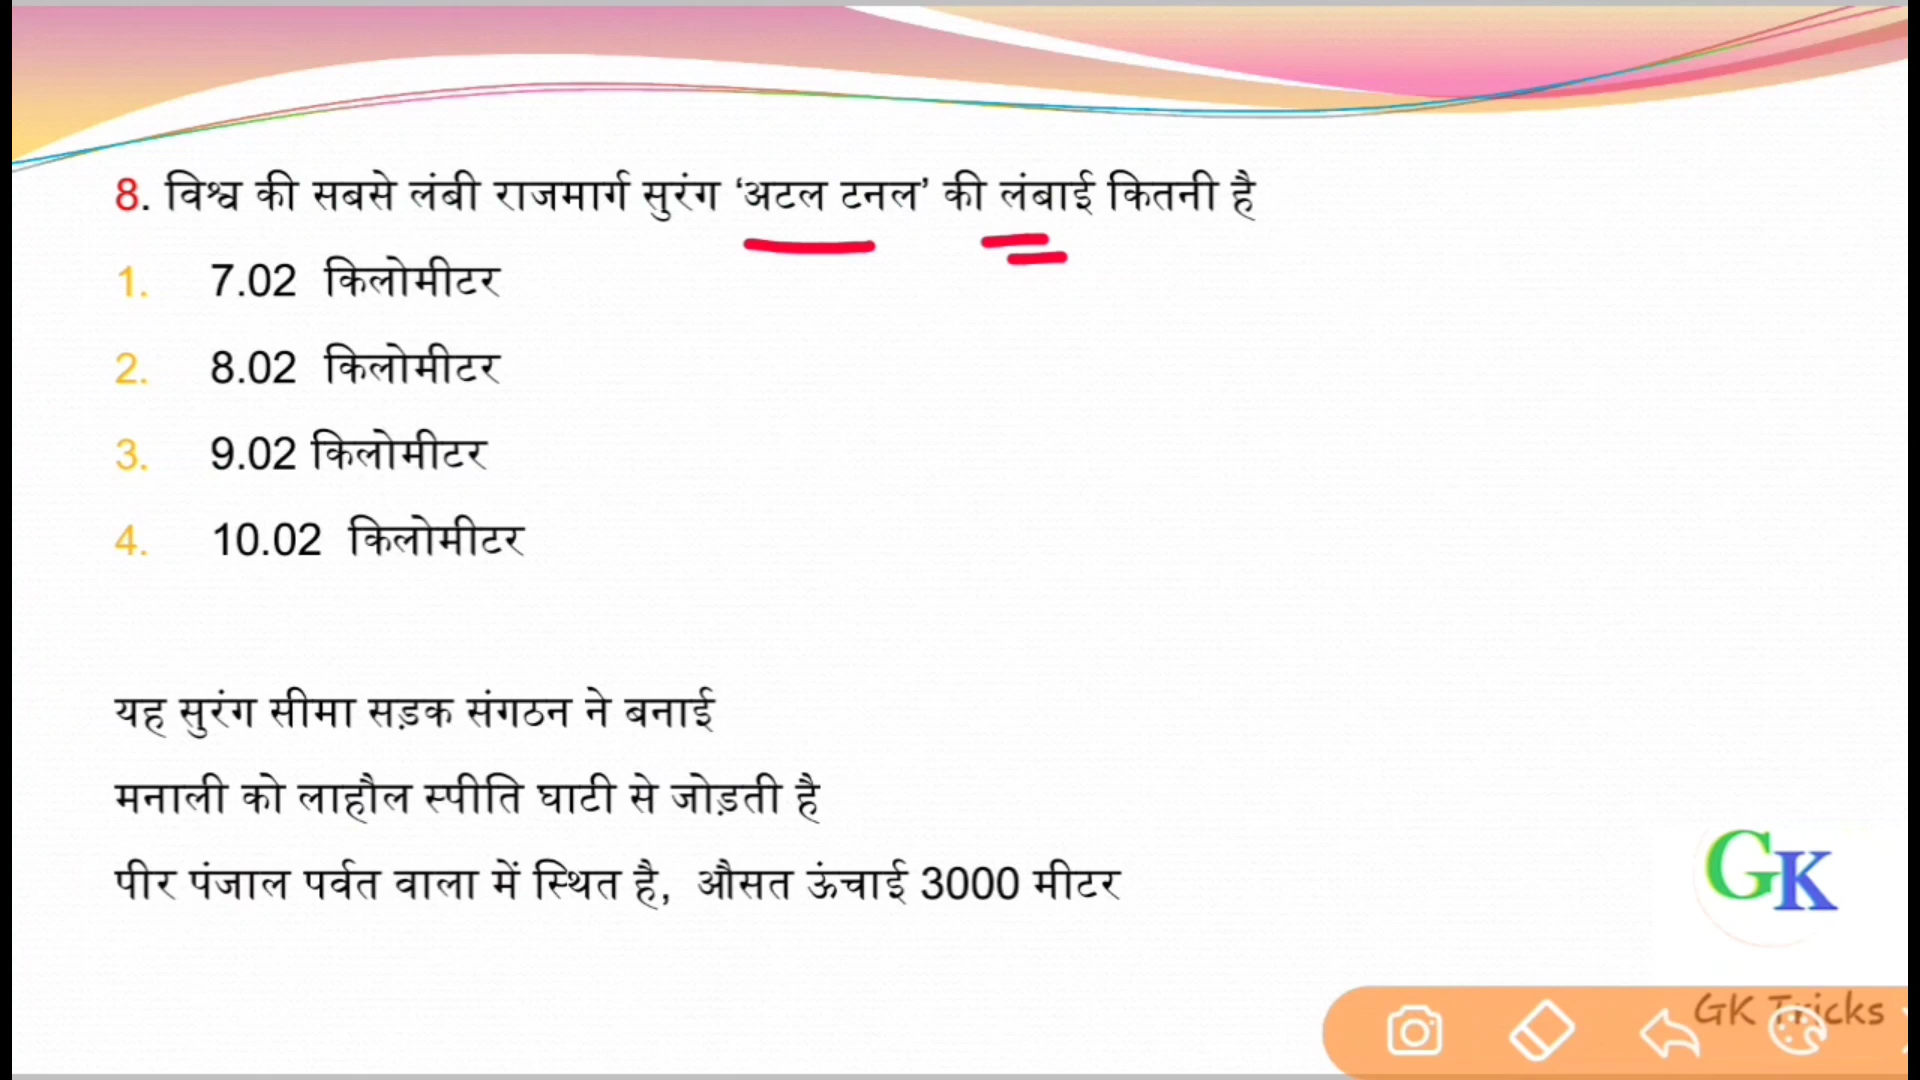 8. विश्व की सबसे लंबी राजमार्ग सुरंग ‘अटल टनल’ की लंबाई कितनी है
1. 7.02 किलोमीटर
2. 8.02 किलोमीटर
3. 9.02 किलोमीटर
4. 10.02 किलोमीटर
यह सुरंग सीमा सड़क संगठन ने बनाई
मनाली को लाहौल स्पीति घाटी से जोड़ती है
पीर पंजाल पर्वत वाला में स्थित है, औसत ऊंचाई 3000 मीटर
GK
GK Tricks